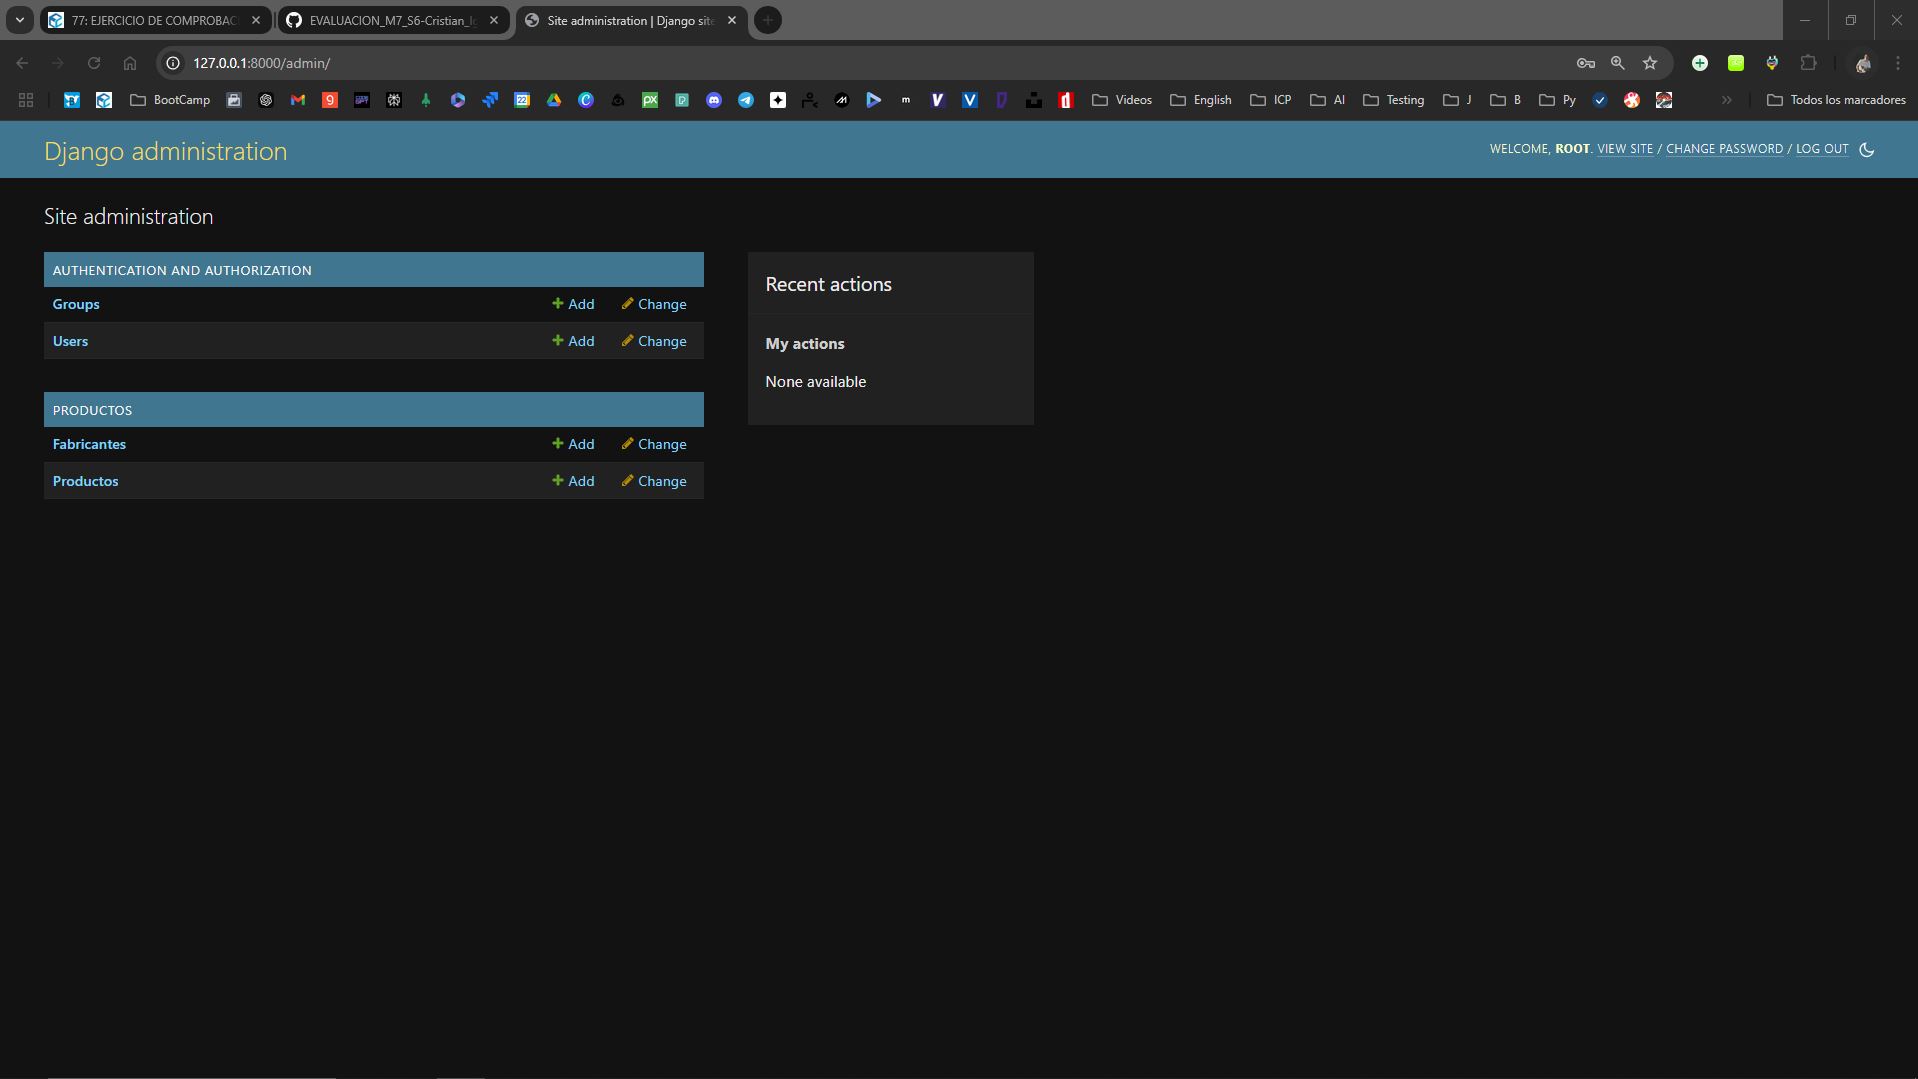 77: EJERCICIO DE COMPROBAC
EVALUACION_M7_S6-Cristian_Ig
Site administration | Django site
127.0.0.1:8000/admin/
BootCamp
Videos
English
ICP
AI
Testing
J
B
Py
Todos los marcadores
Django administration
WELCOME, ROOT. VIEW SITE / CHANGE PASSWORD / LOG OUT
Site administration
AUTHENTICATION AND AUTHORIZATION
Groups Add Change
Users Add Change
PRODUCTOS
Fabricantes Add Change
Productos Add Change
Recent actions
My actions
None available